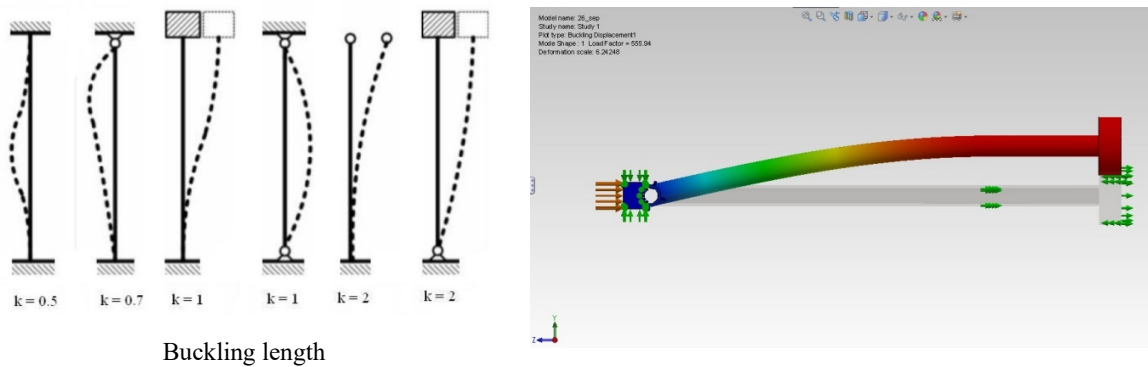 k = 0.5
k = 0.7
k = 1
k = 1
k = 2
k = 2
Buckling length
Model name: 26_sep
Study name: Study 1
Plot type: Buckling Displacement1
Mode Shape : 1 Load Factor = 555.94
Deformation scale: 6.24248
Y
Z